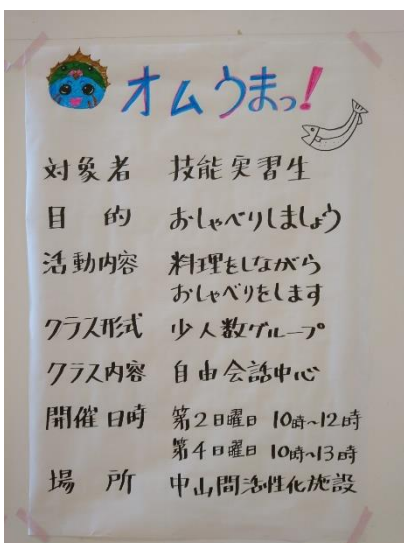 オムうまっ!
対象者 技能実習生
目的 おしゃべりしましょう
活動内容 料理をしながら
おしゃべりをします
クラス形式 少人数グループ
クラス内容 自由会話中心
開催日時 第2日曜日 10時~12時
第4日曜日 10時~13時
場所 中山間活性化施設